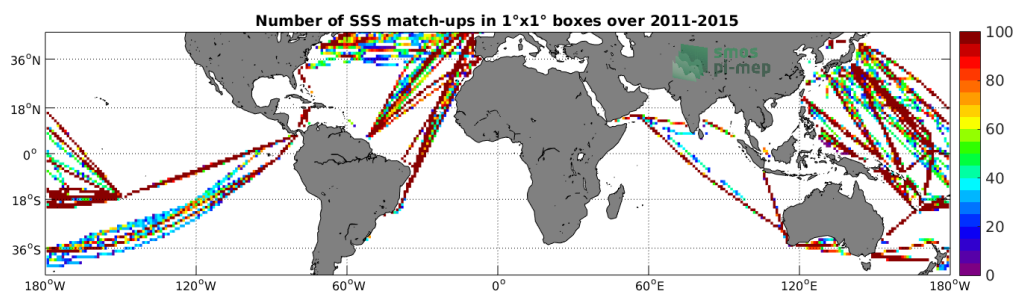 Number of SSS match-ups in 1°x1° boxes over 2011-2015
smos
pi-mep
36°N
18°N
0°
18°S
36°S
180°W
120°W
60°W
0°
60°E
120°E
180°W
100
80
60
40
20
0